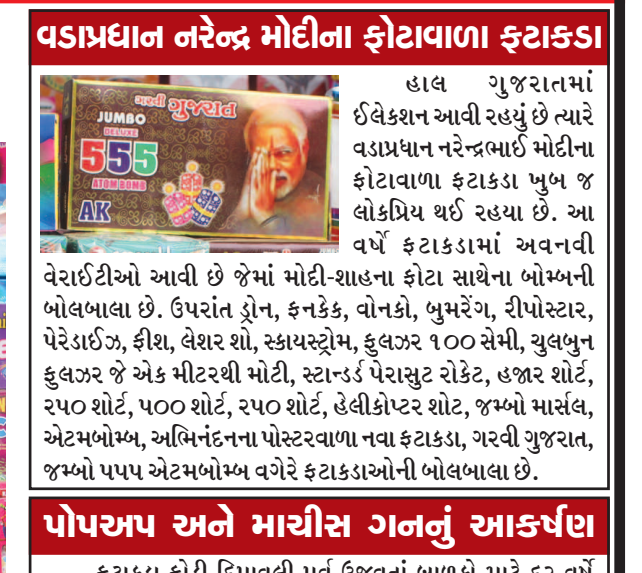 વડાપ્રધાન નરેન્દ્ર મોદીના ફોટાવાળા ફટાકડા
ગરવી ગુજરાત
JUMBO
DELUXE
555
ATOM BOMB
AK
હાલ ગુજરાતમાં
ઈલેકશન આવી રહયું છે ત્યારે
વડાપ્રધાન નરેન્દ્રભાઈ મોદીના
ફોટાવાળા ફટાકડા ખુબ જ
લોકપ્રિય થઈ રહયા છે. આ
વર્ષે ફટાકડામાં અવનવી
વેરાઈટીઓ આવી છે જેમાં મોદી-શાહના ફોટા સાથેના બોમ્બની
બોલબાલા છે. ઉપરાંત ડ્રોન, ફનકેક, વોનકો, બુમરેંગ, રીપોસ્ટાર,
પેરેડાઈઝ, ફીશ, લેશર શો, સ્કાયસ્ટ્રોમ, ફુલઝર ૧૦૦ સેમી, ચુલબુન
ફુલઝર જે એક મીટરથી મોટી, સ્ટાન્ડર્ડ પેરાસુટ રોકેટ, હજાર શોર્ટ,
૨૫૦ શોર્ટ, ૫૦૦ શોર્ટ, ૨૫૦ શોર્ટ, હેલીકોપ્ટર શોટ, જમ્બો માર્સલ,
એટમબોમ્બ, અભિનંદનના પોસ્ટરવાળા નવા ફટાકડા, ગરવી ગુજરાત,
જમ્બો ૫૫૫ એટમબોમ્બ વગેરે ફટાકડાઓની બોલબાલા છે.
પોપઅપ અને માચીસ ગનનું આકર્ષણ